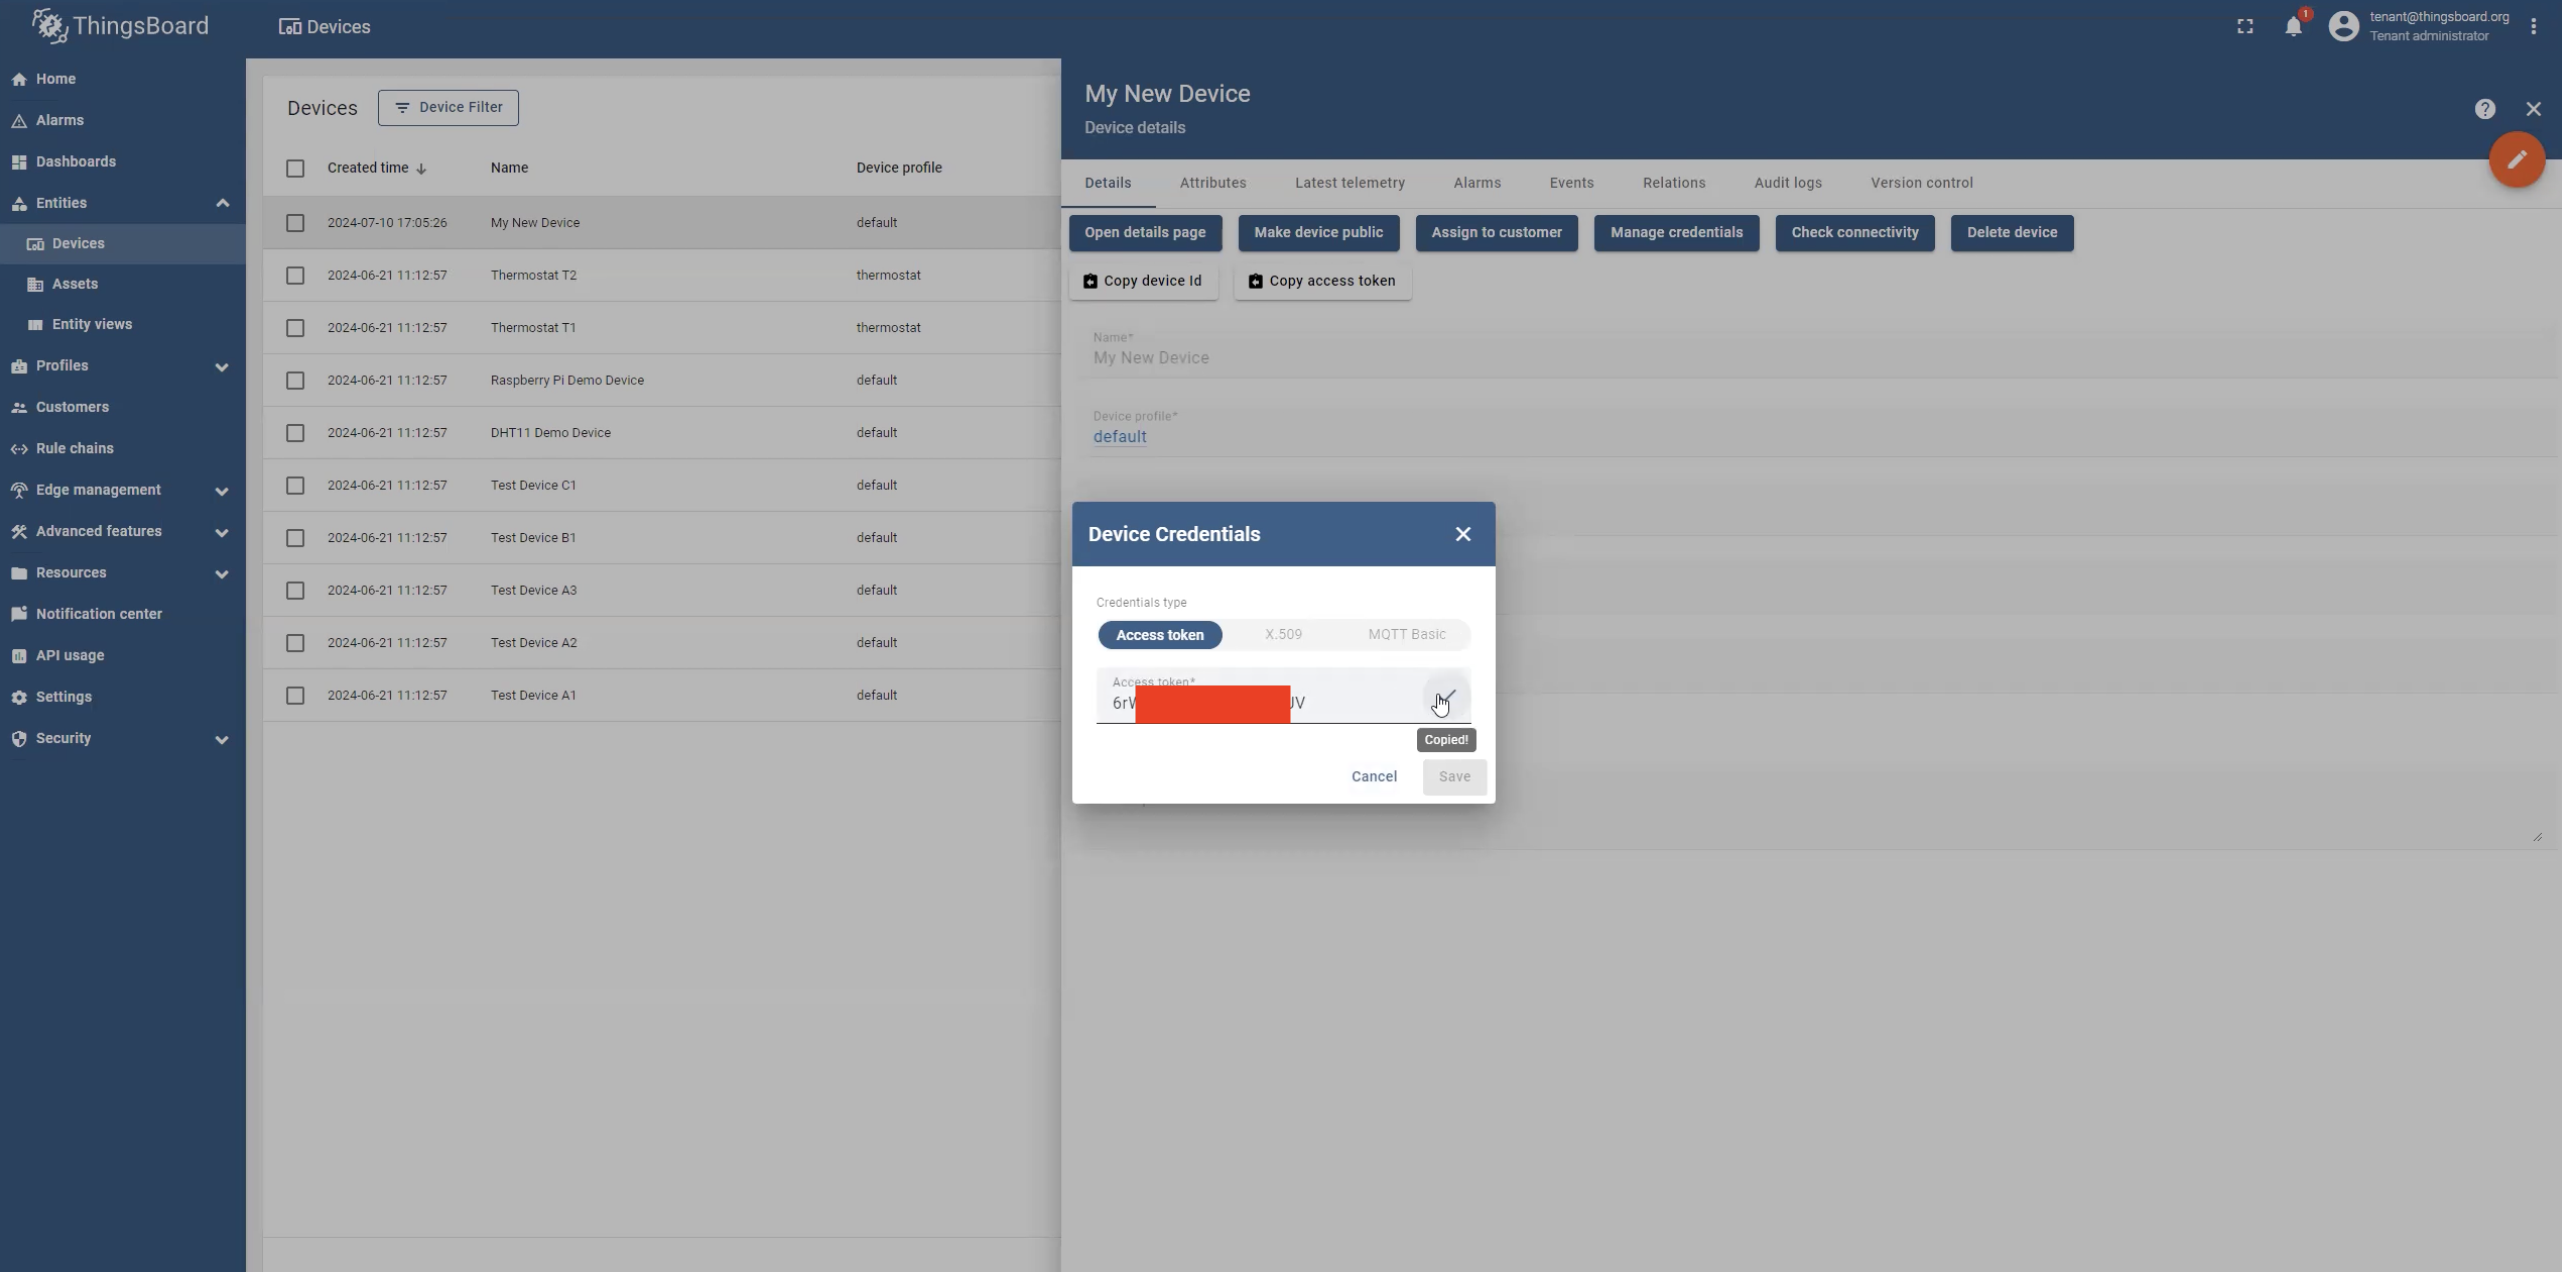 ThingsBoard
Devices
1
tenant@thingsboard.org
Tenant administrator
Home
Alarms
Dashboards
Entities
Devices
Assets
Entity views
Profiles
Customers
Rule chains
Edge management
Advanced features
Resources
Notification center
API usage
Settings
Security
Devices
Device Filter
Created time Name Device profile
2024-07-10 17:05:26 My New Device default
2024-06-21 11:12:57 Thermostat T2 thermostat
2024-06-21 11:12:57 Thermostat T1 thermostat
2024-06-21 11:12:57 Raspberry Pi Demo Device default
2024-06-21 11:12:57 DHT11 Demo Device default
2024-06-21 11:12:57 Test Device C1 default
2024-06-21 11:12:57 Test Device B1 default
2024-06-21 11:12:57 Test Device A3 default
2024-06-21 11:12:57 Test Device A2 default
2024-06-21 11:12:57 Test Device A1 default
My New Device
Device details
?
Details Attributes Latest telemetry Alarms Events Relations Audit logs Version control
Open details page Make device public Assign to customer Manage credentials Check connectivity Delete device
Copy device Id Copy access token
Name*
My New Device
Device profile*
default
Device Credentials
Credentials type
Access token X.509 MQTT Basic
Access token*
Copied!
Cancel Save